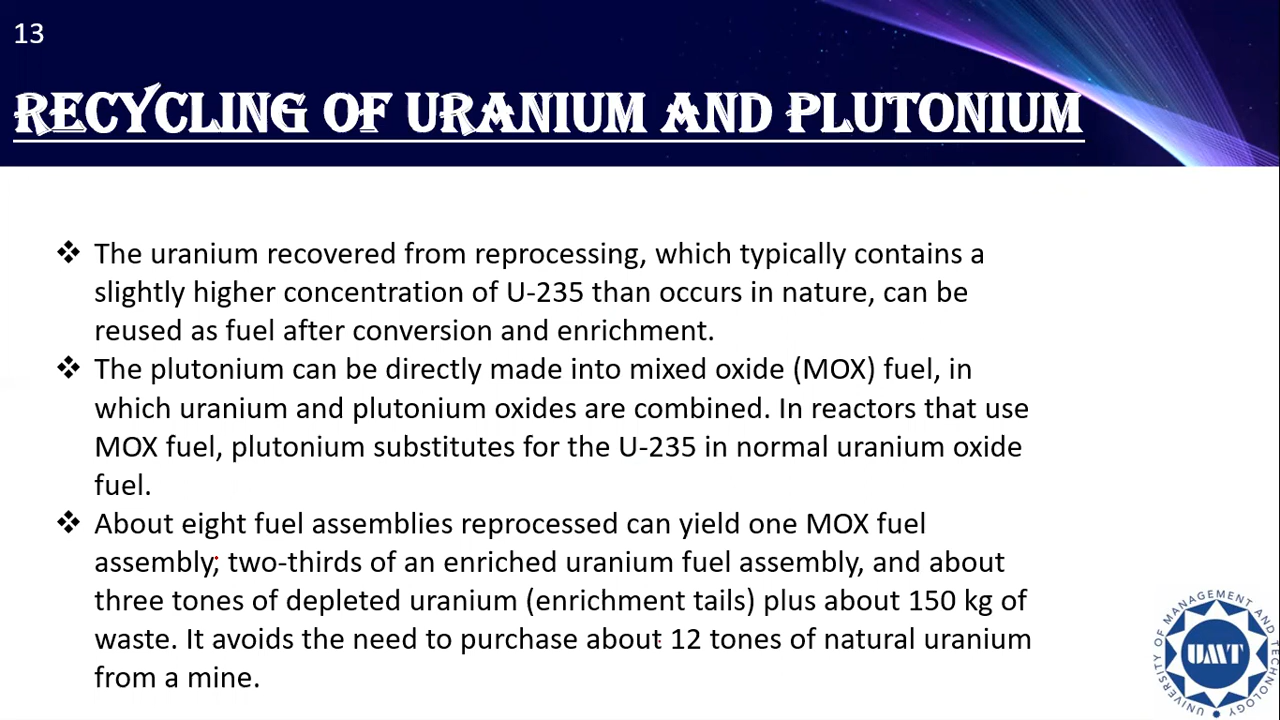 13
RECYCLING OF URANIUM AND PLUTONIUM
❖ The uranium recovered from reprocessing, which typically contains a
slightly higher concentration of U-235 than occurs in nature, can be
reused as fuel after conversion and enrichment.
❖ The plutonium can be directly made into mixed oxide (MOX) fuel, in
which uranium and plutonium oxides are combined. In reactors that use
MOX fuel, plutonium substitutes for the U-235 in normal uranium oxide
fuel.
❖ About eight fuel assemblies reprocessed can yield one MOX fuel
assembly; two-thirds of an enriched uranium fuel assembly, and about
three tones of depleted uranium (enrichment tails) plus about 150 kg of
waste. It avoids the need to purchase about 12 tones of natural uranium
from a mine.
UNIVERSITY OF MANAGEMENT AND TECHNOLOGY
UMT